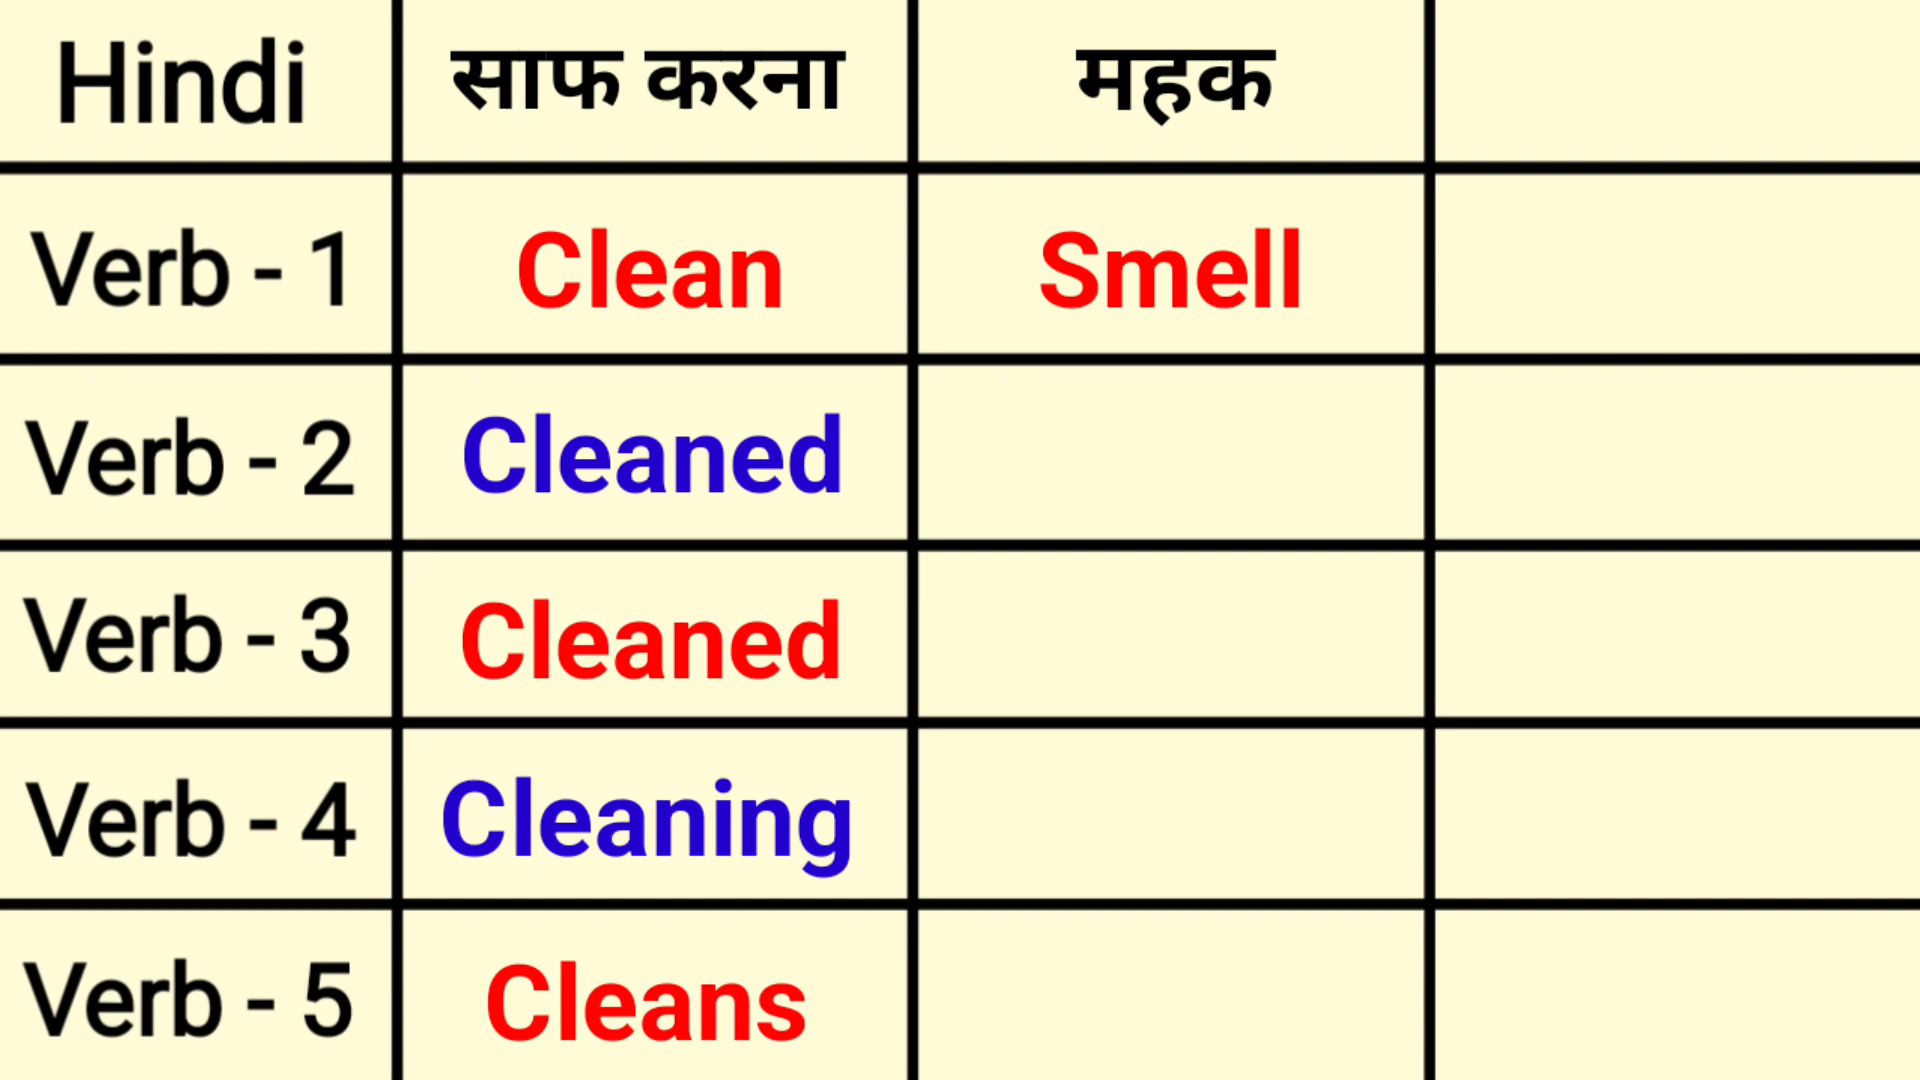 Hindi साफ करना महक
Verb - 1 Clean Smell
Verb - 2 Cleaned
Verb - 3 Cleaned
Verb - 4 Cleaning
Verb - 5 Cleans